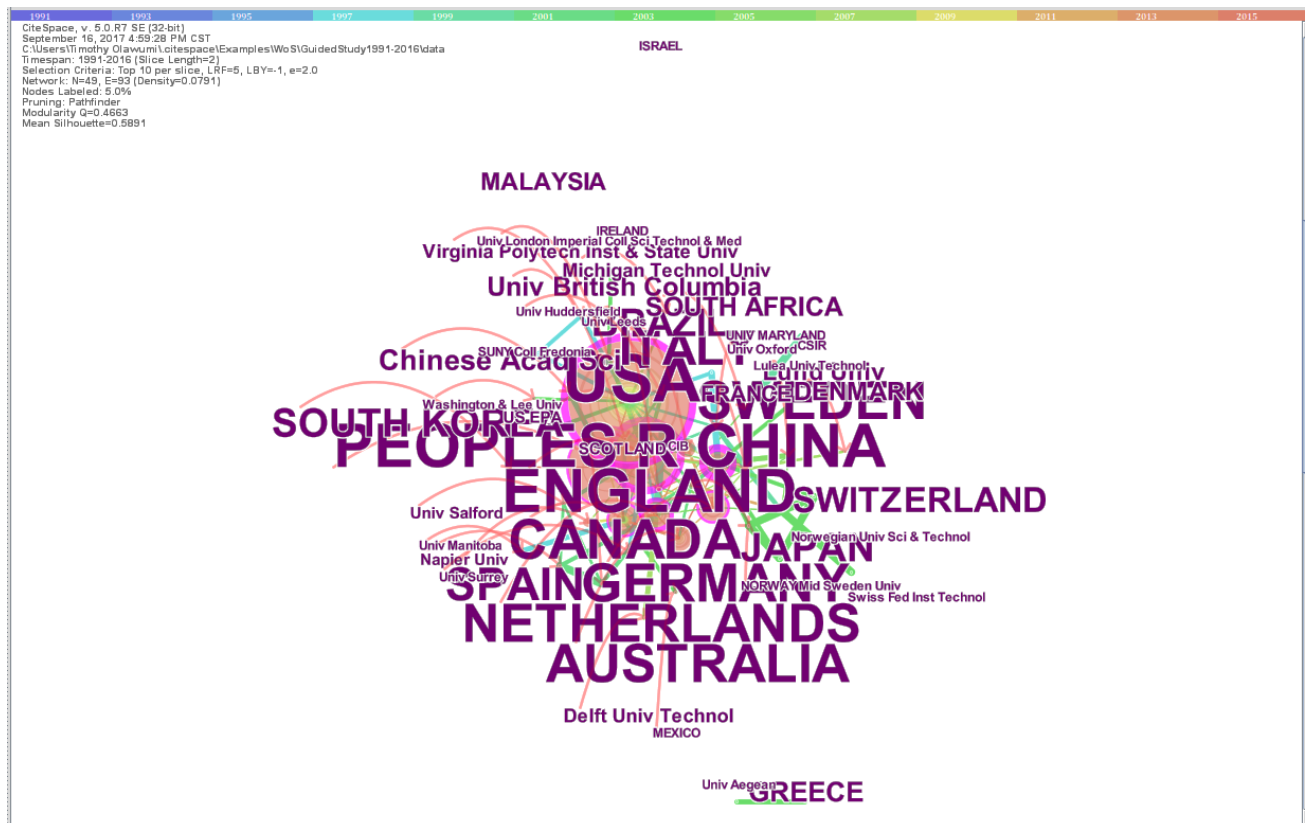 1991 1993 1995 1997 1999 2001 2003 2005 2007 2009 2011 2013 2015
CiteSpace, v. 5.0.R7 SE (32-bit)
September 16, 2017 4:59:28 PM CST
C:\Users\Timothy Olawumi\.citespace\Examples\WoS\GuidedStudy1991-2016\data
Timespan: 1991-2016 (Slice Length=2)
Selection Criteria: Top 10 per slice, LRF=5, LBY=-1, e=2.0
Network: N=49, E=93 (Density=0.0791)
Nodes Labeled: 5.0%
Pruning: Pathfinder
Modularity Q=0.4663
Mean Silhouette=0.5891
ISRAEL
MALAYSIA
IRELAND
Univ London Imperial Coll Sci Technol & Med
Virginia Polytech Inst & State Univ
Michigan Technol Univ
Univ British Columbia
SOUTH AFRICA
Univ Huddersfield
Univ Leeds
BRAZIL
UNIV MARYLAND
Univ Oxford
CSIR
ITALY
SUNY Coll Fredonia
Chinese Acad Sci
Lulea Univ Technol
Lund Univ
USA
FRANCE
DENMARK
SWEDEN
Washington & Lee Univ
US EPA
SOUTH KOREA
PEOPLES R CHINA
SCOTLAND
CIB
ENGLAND
SWITZERLAND
Univ Salford
CANADA
JAPAN
Norwegian Univ Sci & Technol
Univ Manitoba
Napier Univ
Univ Surrey
SPAIN
GERMANY
NORWAY
Mid Sweden Univ
Swiss Fed Inst Technol
NETHERLANDS
AUSTRALIA
Delft Univ Technol
MEXICO
Univ Aegean
GREECE